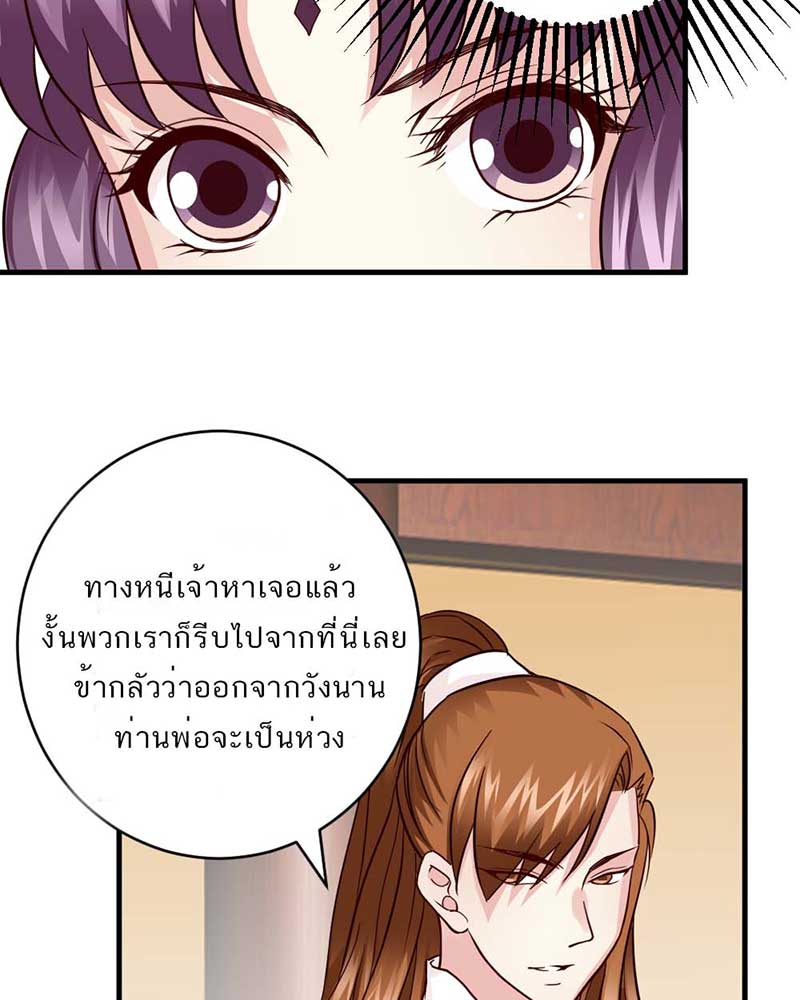 ทางหนีเจ้าหาเจอแล้ว
งั้นพวกเราก็รีบไปจากที่นี่เลย
ข้ากลัวว่าออกจากวังนาน
ท่านพ่อจะเป็นห่วง